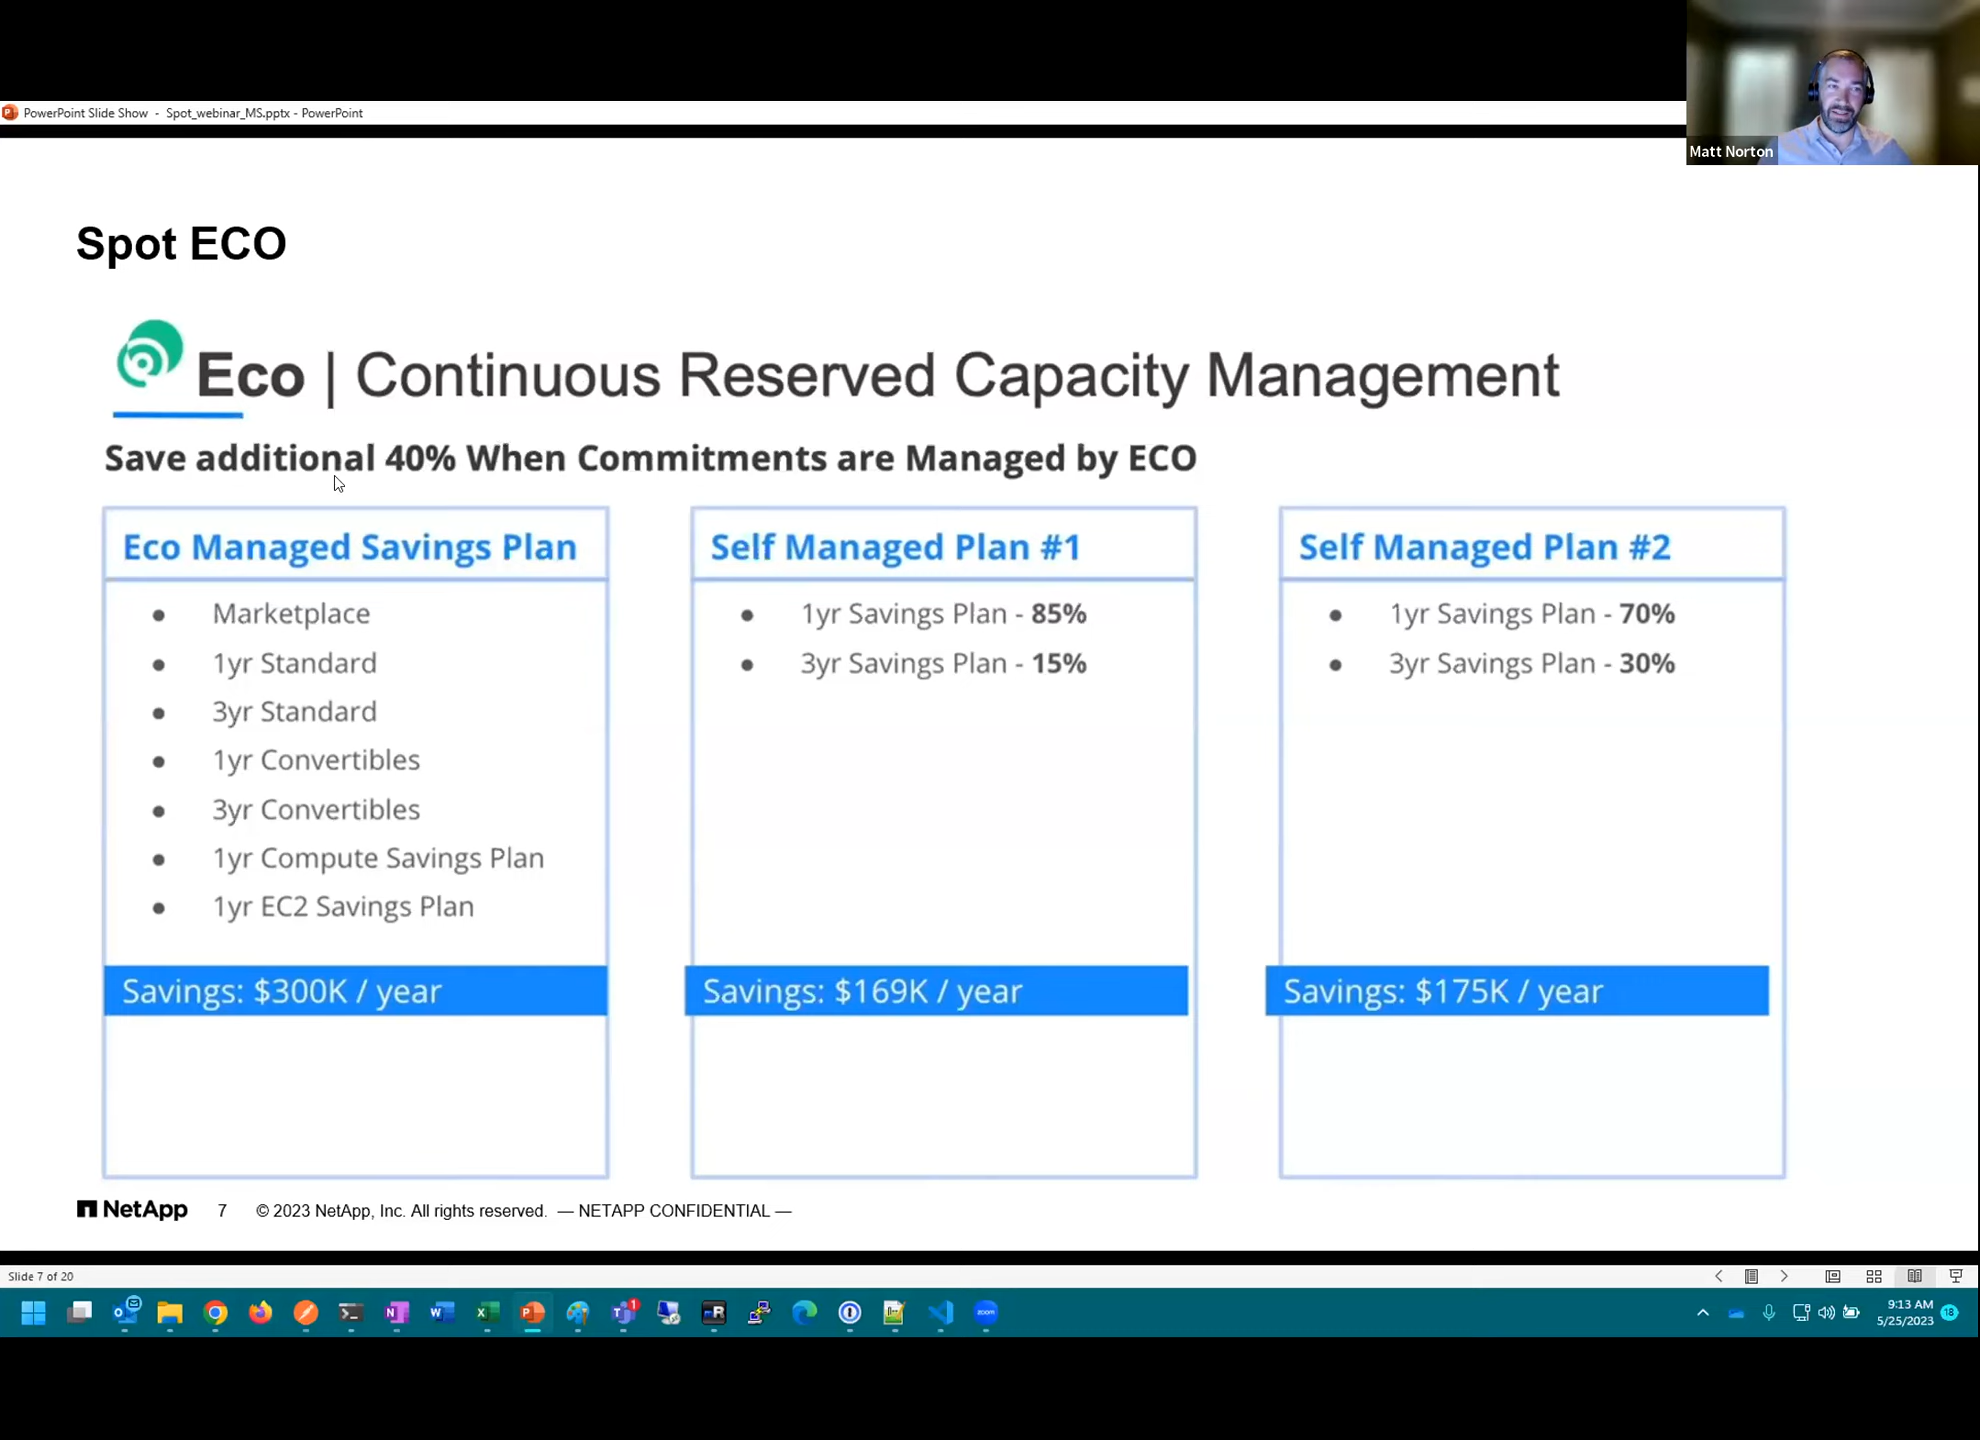 PowerPoint Slide Show - Spot_webinar_MS.pptx - PowerPoint
Matt Norton
Spot ECO
Eco | Continuous Reserved Capacity Management
Save additional 40% When Commitments are Managed by ECO
Eco Managed Savings Plan
• Marketplace
• 1yr Standard
• 3yr Standard
• 1yr Convertibles
• 3yr Convertibles
• 1yr Compute Savings Plan
• 1yr EC2 Savings Plan
Savings: $300K / year
Self Managed Plan #1
• 1yr Savings Plan - 85%
• 3yr Savings Plan - 15%
Savings: $169K / year
Self Managed Plan #2
• 1yr Savings Plan - 70%
• 3yr Savings Plan - 30%
Savings: $175K / year
NetApp 7 © 2023 NetApp, Inc. All rights reserved. — NETAPP CONFIDENTIAL —
Slide 7 of 20
9:13 AM
5/25/2023
18